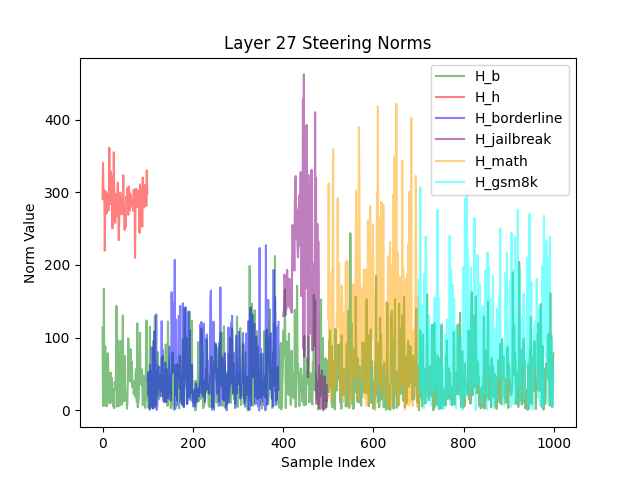 Layer 27 Steering Norms
H_b
H_h
H_borderline
H_jailbreak
H_math
H_gsm8k
400
300
200
100
0
Norm Value
0
200
400
600
800
1000
Sample Index